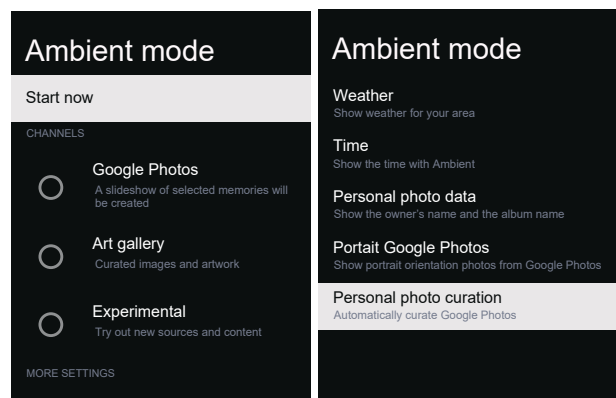 Ambient mode
Start now
CHANNELS
Google Photos
A slideshow of selected memories will
be created
Art gallery
Curated images and artwork
Experimental
Try out new sources and content
MORE SETTINGS
Ambient mode
Weather
Show weather for your area
Time
Show the time with Ambient
Personal photo data
Show the owner's name and the album name
Portait Google Photos
Show portrait orientation photos from Google Photos
Personal photo curation
Automatically curate Google Photos